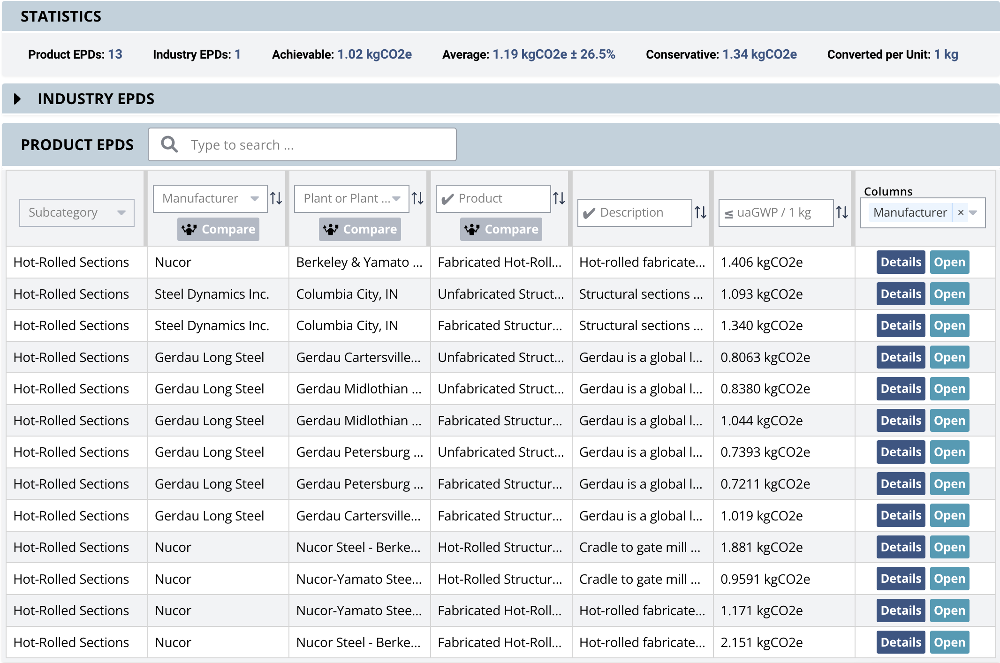 STATISTICS
Product EPDs: 13 Industry EPDs: 1 Achievable: 1.02 kgCO2e Average: 1.19 kgCO2e ± 26.5% Conservative: 1.34 kgCO2e Converted per Unit: 1 kg
INDUSTRY EPDS
PRODUCT EPDS Type to search ...
Columns
Subcategory Manufacturer Plant or Plant ... ✔ Product ✔ Description ≤ uaGWP / 1 kg Manufacturer ×
Compare Compare Compare
Hot-Rolled Sections Nucor Berkeley & Yamato ... Fabricated Hot-Roll... Hot-rolled fabricate... 1.406 kgCO2e Details Open
Hot-Rolled Sections Steel Dynamics Inc. Columbia City, IN Unfabricated Struct... Structural sections ... 1.093 kgCO2e Details Open
Hot-Rolled Sections Steel Dynamics Inc. Columbia City, IN Fabricated Structur... Structural sections ... 1.340 kgCO2e Details Open
Hot-Rolled Sections Gerdau Long Steel Gerdau Cartersville... Unfabricated Struct... Gerdau is a global l... 0.8063 kgCO2e Details Open
Hot-Rolled Sections Gerdau Long Steel Gerdau Midlothian ... Unfabricated Struct... Gerdau is a global l... 0.8380 kgCO2e Details Open
Hot-Rolled Sections Gerdau Long Steel Gerdau Midlothian ... Fabricated Structur... Gerdau is a global l... 1.044 kgCO2e Details Open
Hot-Rolled Sections Gerdau Long Steel Gerdau Petersburg ... Unfabricated Struct... Gerdau is a global l... 0.7393 kgCO2e Details Open
Hot-Rolled Sections Gerdau Long Steel Gerdau Petersburg ... Fabricated Structur... Gerdau is a global l... 0.7211 kgCO2e Details Open
Hot-Rolled Sections Gerdau Long Steel Gerdau Cartersville... Fabricated Structur... Gerdau is a global l... 1.019 kgCO2e Details Open
Hot-Rolled Sections Nucor Nucor Steel - Berke... Hot-Rolled Structur... Cradle to gate mill ... 1.881 kgCO2e Details Open
Hot-Rolled Sections Nucor Nucor-Yamato Stee... Hot-Rolled Structur... Cradle to gate mill ... 0.9591 kgCO2e Details Open
Hot-Rolled Sections Nucor Nucor-Yamato Stee... Fabricated Hot-Roll... Hot-rolled fabricate... 1.171 kgCO2e Details Open
Hot-Rolled Sections Nucor Nucor Steel - Berke... Fabricated Hot-Roll... Hot-rolled fabricate... 2.151 kgCO2e Details Open